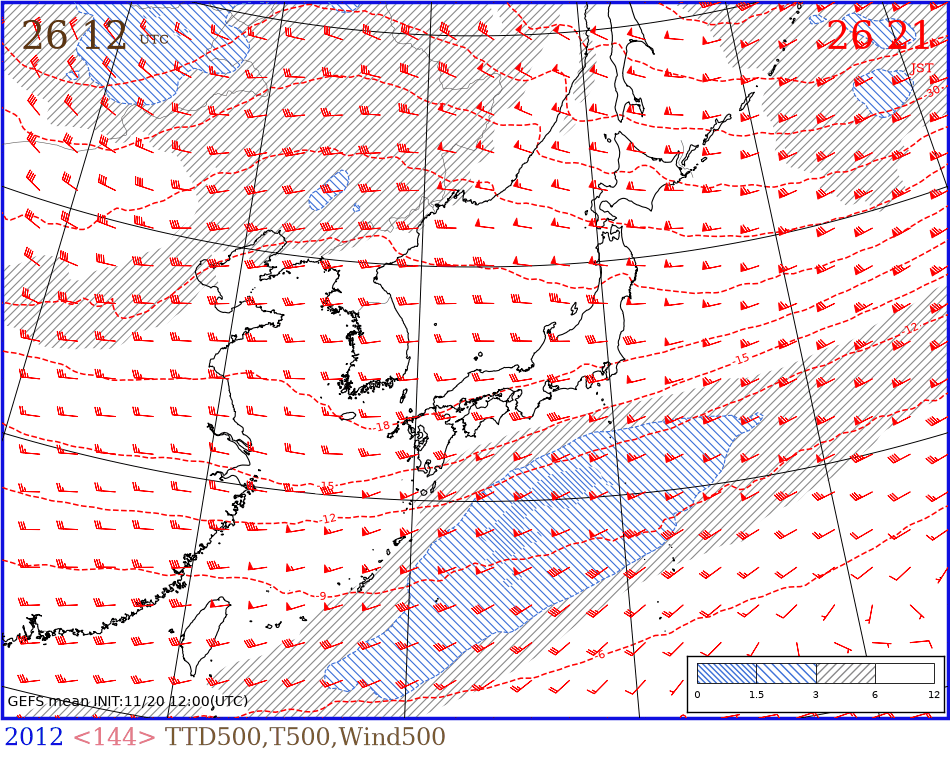 26 12 UTC
26 21
JST
-30-
-12-
-15
-18
-15
-12
-9
-6
0 1.5 3 6 12
GEFS mean INIT:11/20 12:00(UTC)
2012 <144> TTD500,T500,Wind500